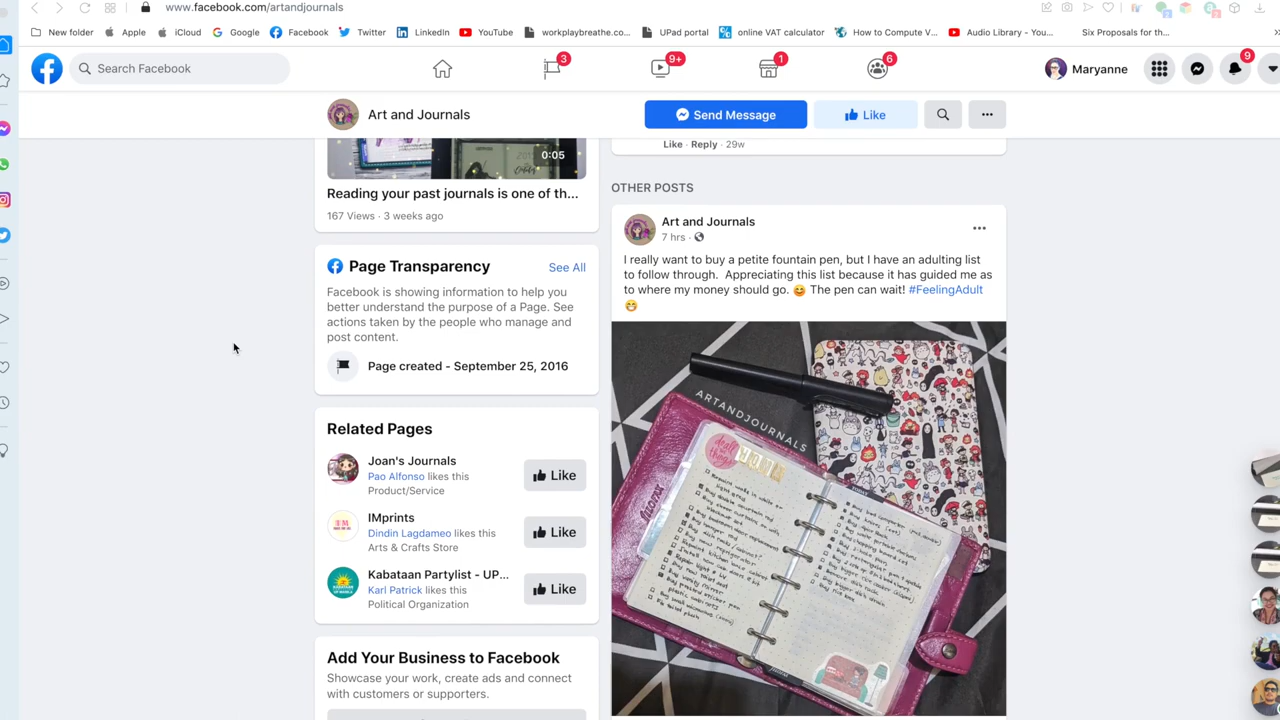 www.facebook.com/artandjournals
New folder
Apple
Apple
iCloud
Google
Facebook
Twitter
LinkedIn
YouTube
workplaybreathe.co...
UPad portal
online VAT calculator
How to Compute V...
Audio Library - You...
Six Proposals for th...
Search Facebook
3
9+
1
6
Maryanne
9
Art and Journals
Send Message
Like
0:05
Reading your past journals is one of th...
167 Views · 3 weeks ago
Page Transparency
See All
Facebook is showing information to help you
better understand the purpose of a Page. See
actions taken by the people who manage and
post content.
Page created - September 25, 2016
Related Pages
Joan's Journals
Pao Alfonso likes this
Product/Service
Like
IMprints
Dindin Lagdameo likes this
Arts & Crafts Store
Like
Kabataan Partylist - UP...
Karl Patrick likes this
Political Organization
Like
Add Your Business to Facebook
Showcase your work, create ads and connect
with customers or supporters.
Like · Reply · 29w
OTHER POSTS
Art and Journals
7 hrs ·
I really want to buy a petite fountain pen, but I have an adulting list
to follow through. Appreciating this list because it has guided me as
to where my money should go. 😊 The pen can wait! #FeelingAdult
😁
ARTANDJOURNALS